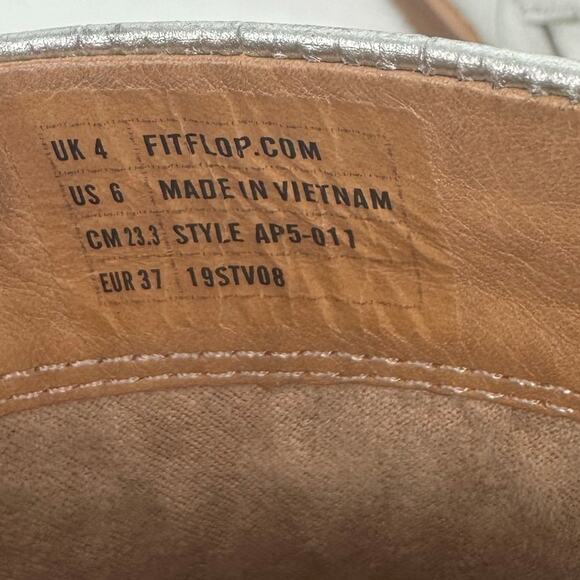 UK 4 FITFLOP.COM
US 6 MADE IN VIETNAM
CM 23.3 STYLE AP5-011
EUR 37 19STV08